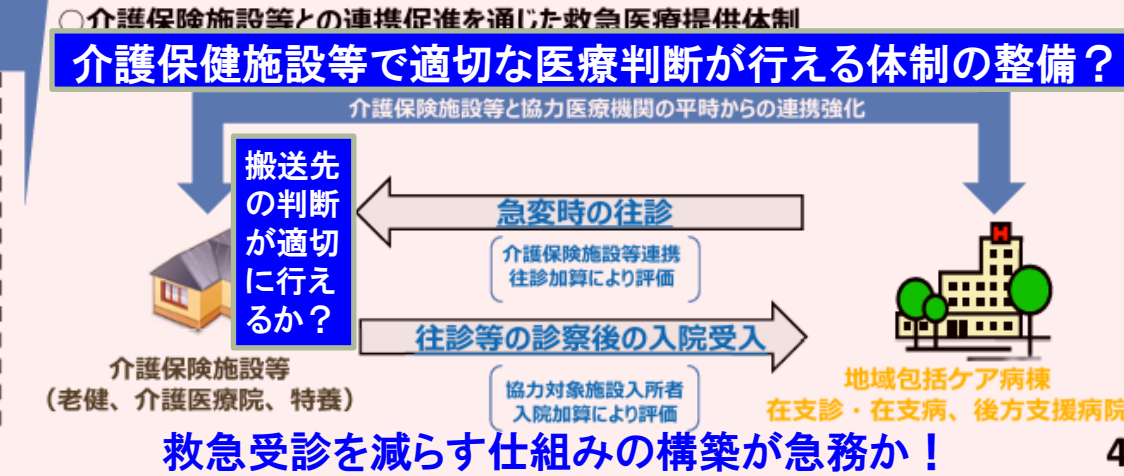 ○介護保険施設等との連携促進を通じた救急医療提供体制
介護保健施設等で適切な医療判断が行える体制の整備？
介護保険施設等と協力医療機関の平時からの連携強化
搬送先
の判断
が適切
に行え
るか？
急変時の往診
介護保険施設等連携
往診加算により評価
往診等の診察後の入院受入
協力対象施設入所者
入院加算により評価
介護保険施設等
（老健、介護医療院、特養）
H
地域包括ケア病棟
在支診・在支病、後方支援病院
救急受診を減らす仕組みの構築が急務か！
4